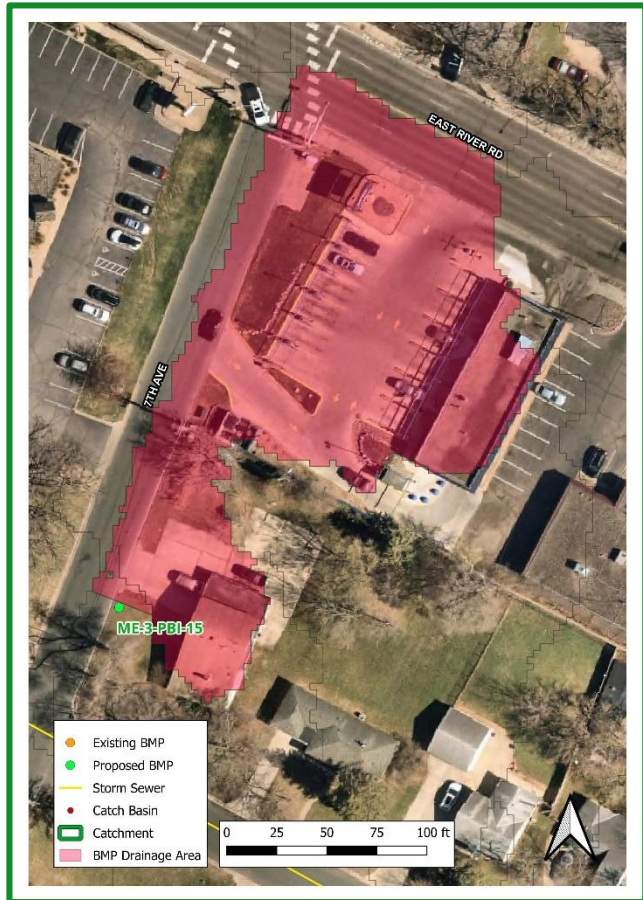 EAST RIVER RD
7TH AVE
ME-3-PBI-15
Existing BMP
Proposed BMP
Storm Sewer
Catch Basin
Catchment
BMP Drainage Area
0 25 50 75 100 ft